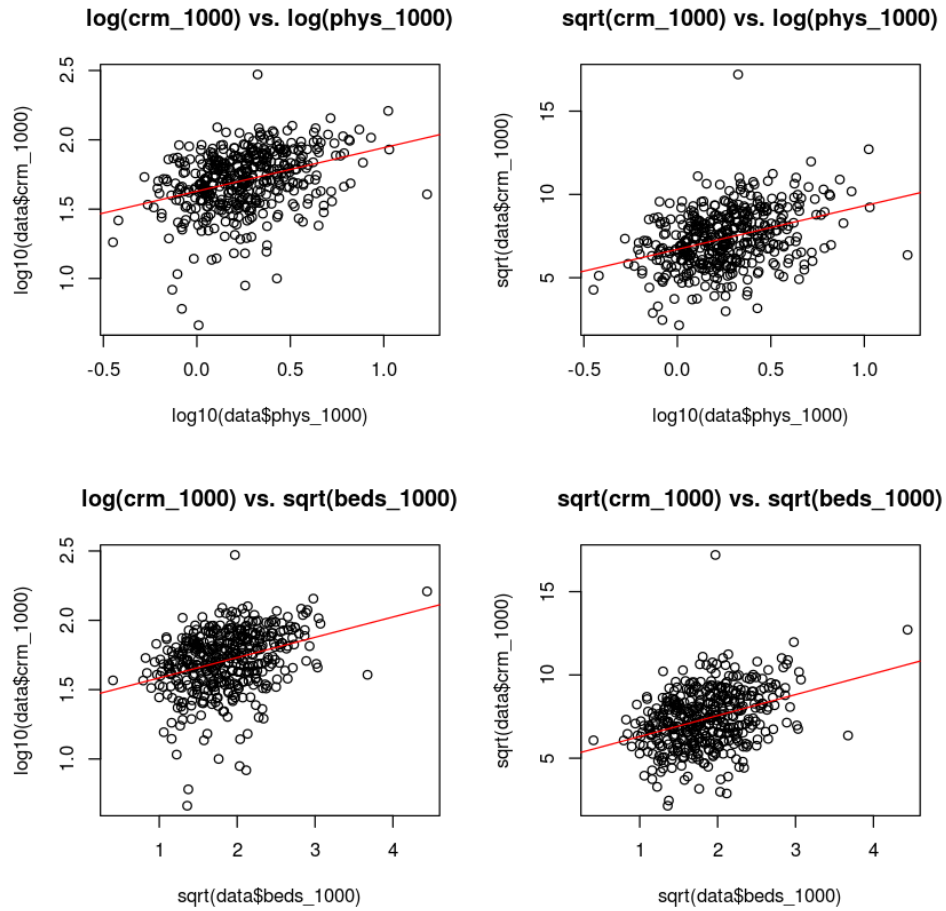 log(crm_1000) vs. log(phys_1000)
log10(data$crm_1000)
2.5
2.0
1.5
1.0
-0.5 0.0 0.5 1.0
log10(data$phys_1000)
sqrt(crm_1000) vs. log(phys_1000)
sqrt(data$crm_1000)
15
10
5
-0.5 0.0 0.5 1.0
log10(data$phys_1000)
log(crm_1000) vs. sqrt(beds_1000)
log10(data$crm_1000)
2.5
2.0
1.5
1.0
1 2 3 4
sqrt(data$beds_1000)
sqrt(crm_1000) vs. sqrt(beds_1000)
sqrt(data$crm_1000)
15
10
5
1 2 3 4
sqrt(data$beds_1000)